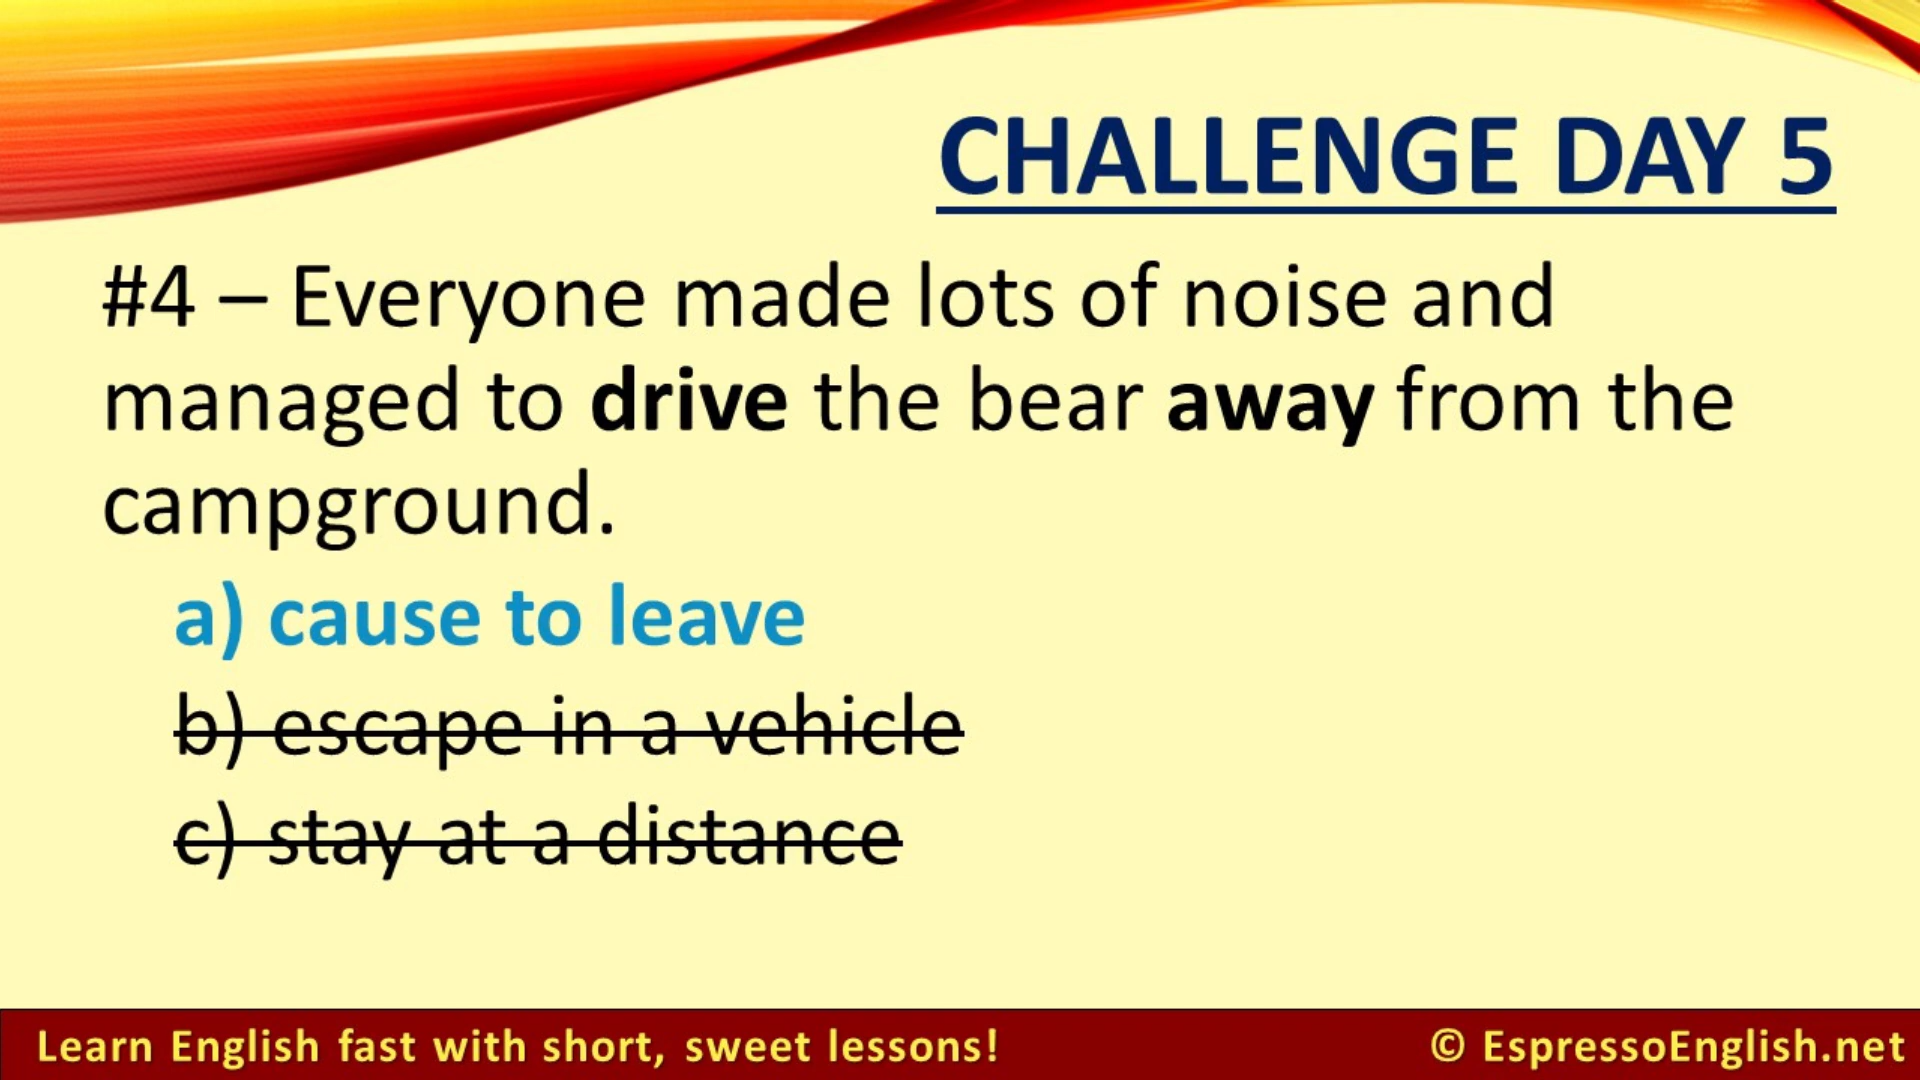 CHALLENGE DAY 5
#4 – Everyone made lots of noise and
managed to drive the bear away from the
campground.
a) cause to leave
b) escape in a vehicle
c) stay at a distance
Learn English fast with short, sweet lessons!
© EspressoEnglish.net